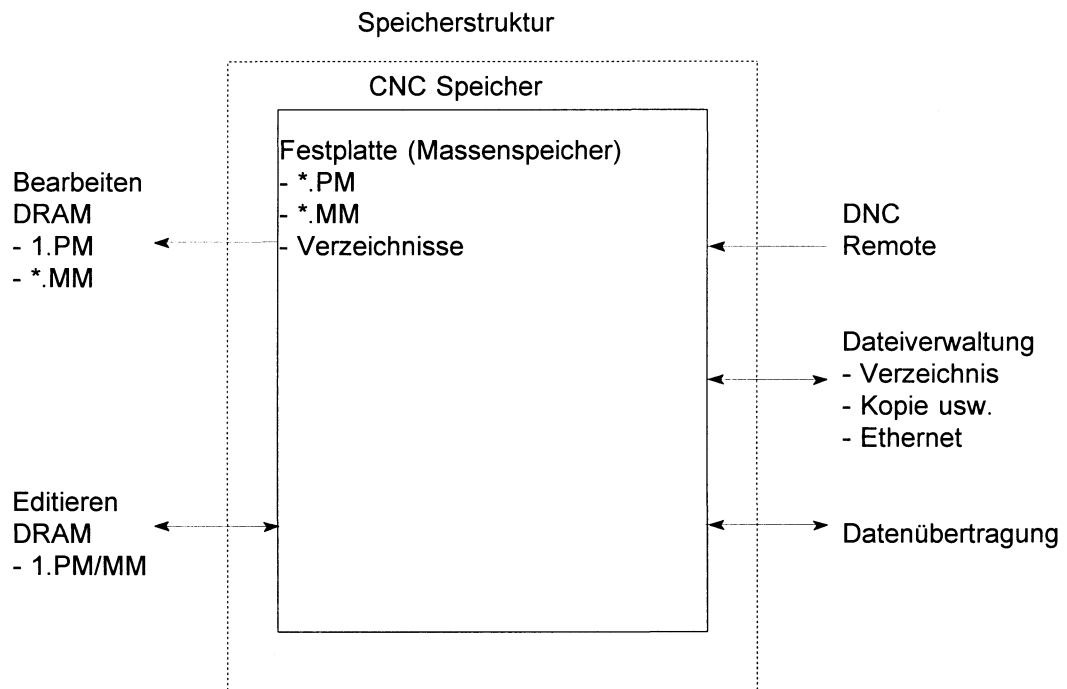 Speicherstruktur
CNC Speicher
Festplatte (Massenspeicher)
- *.PM
- *.MM
- Verzeichnisse
Bearbeiten
DRAM
- 1.PM
- *.MM
Editieren
DRAM
- 1.PM/MM
DNC
Remote
Dateiverwaltung
- Verzeichnis
- Kopie usw.
- Ethernet
Datenübertragung